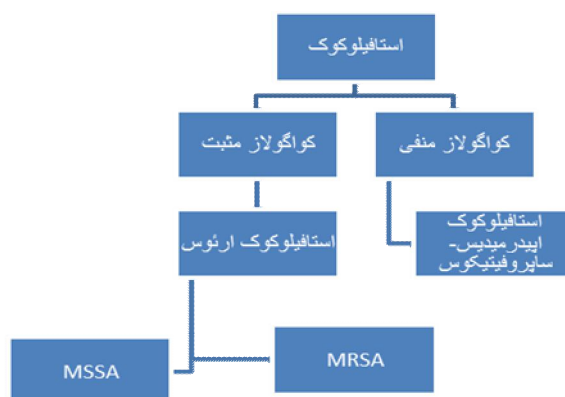 استافیلوکوک
کواگولاز مثبت
کواگولاز منفی
استافیلوکوک ارئوس
استافیلوکوک
اپیدرمیدیس-
ساپروفیتیکوس
MSSA
MRSA